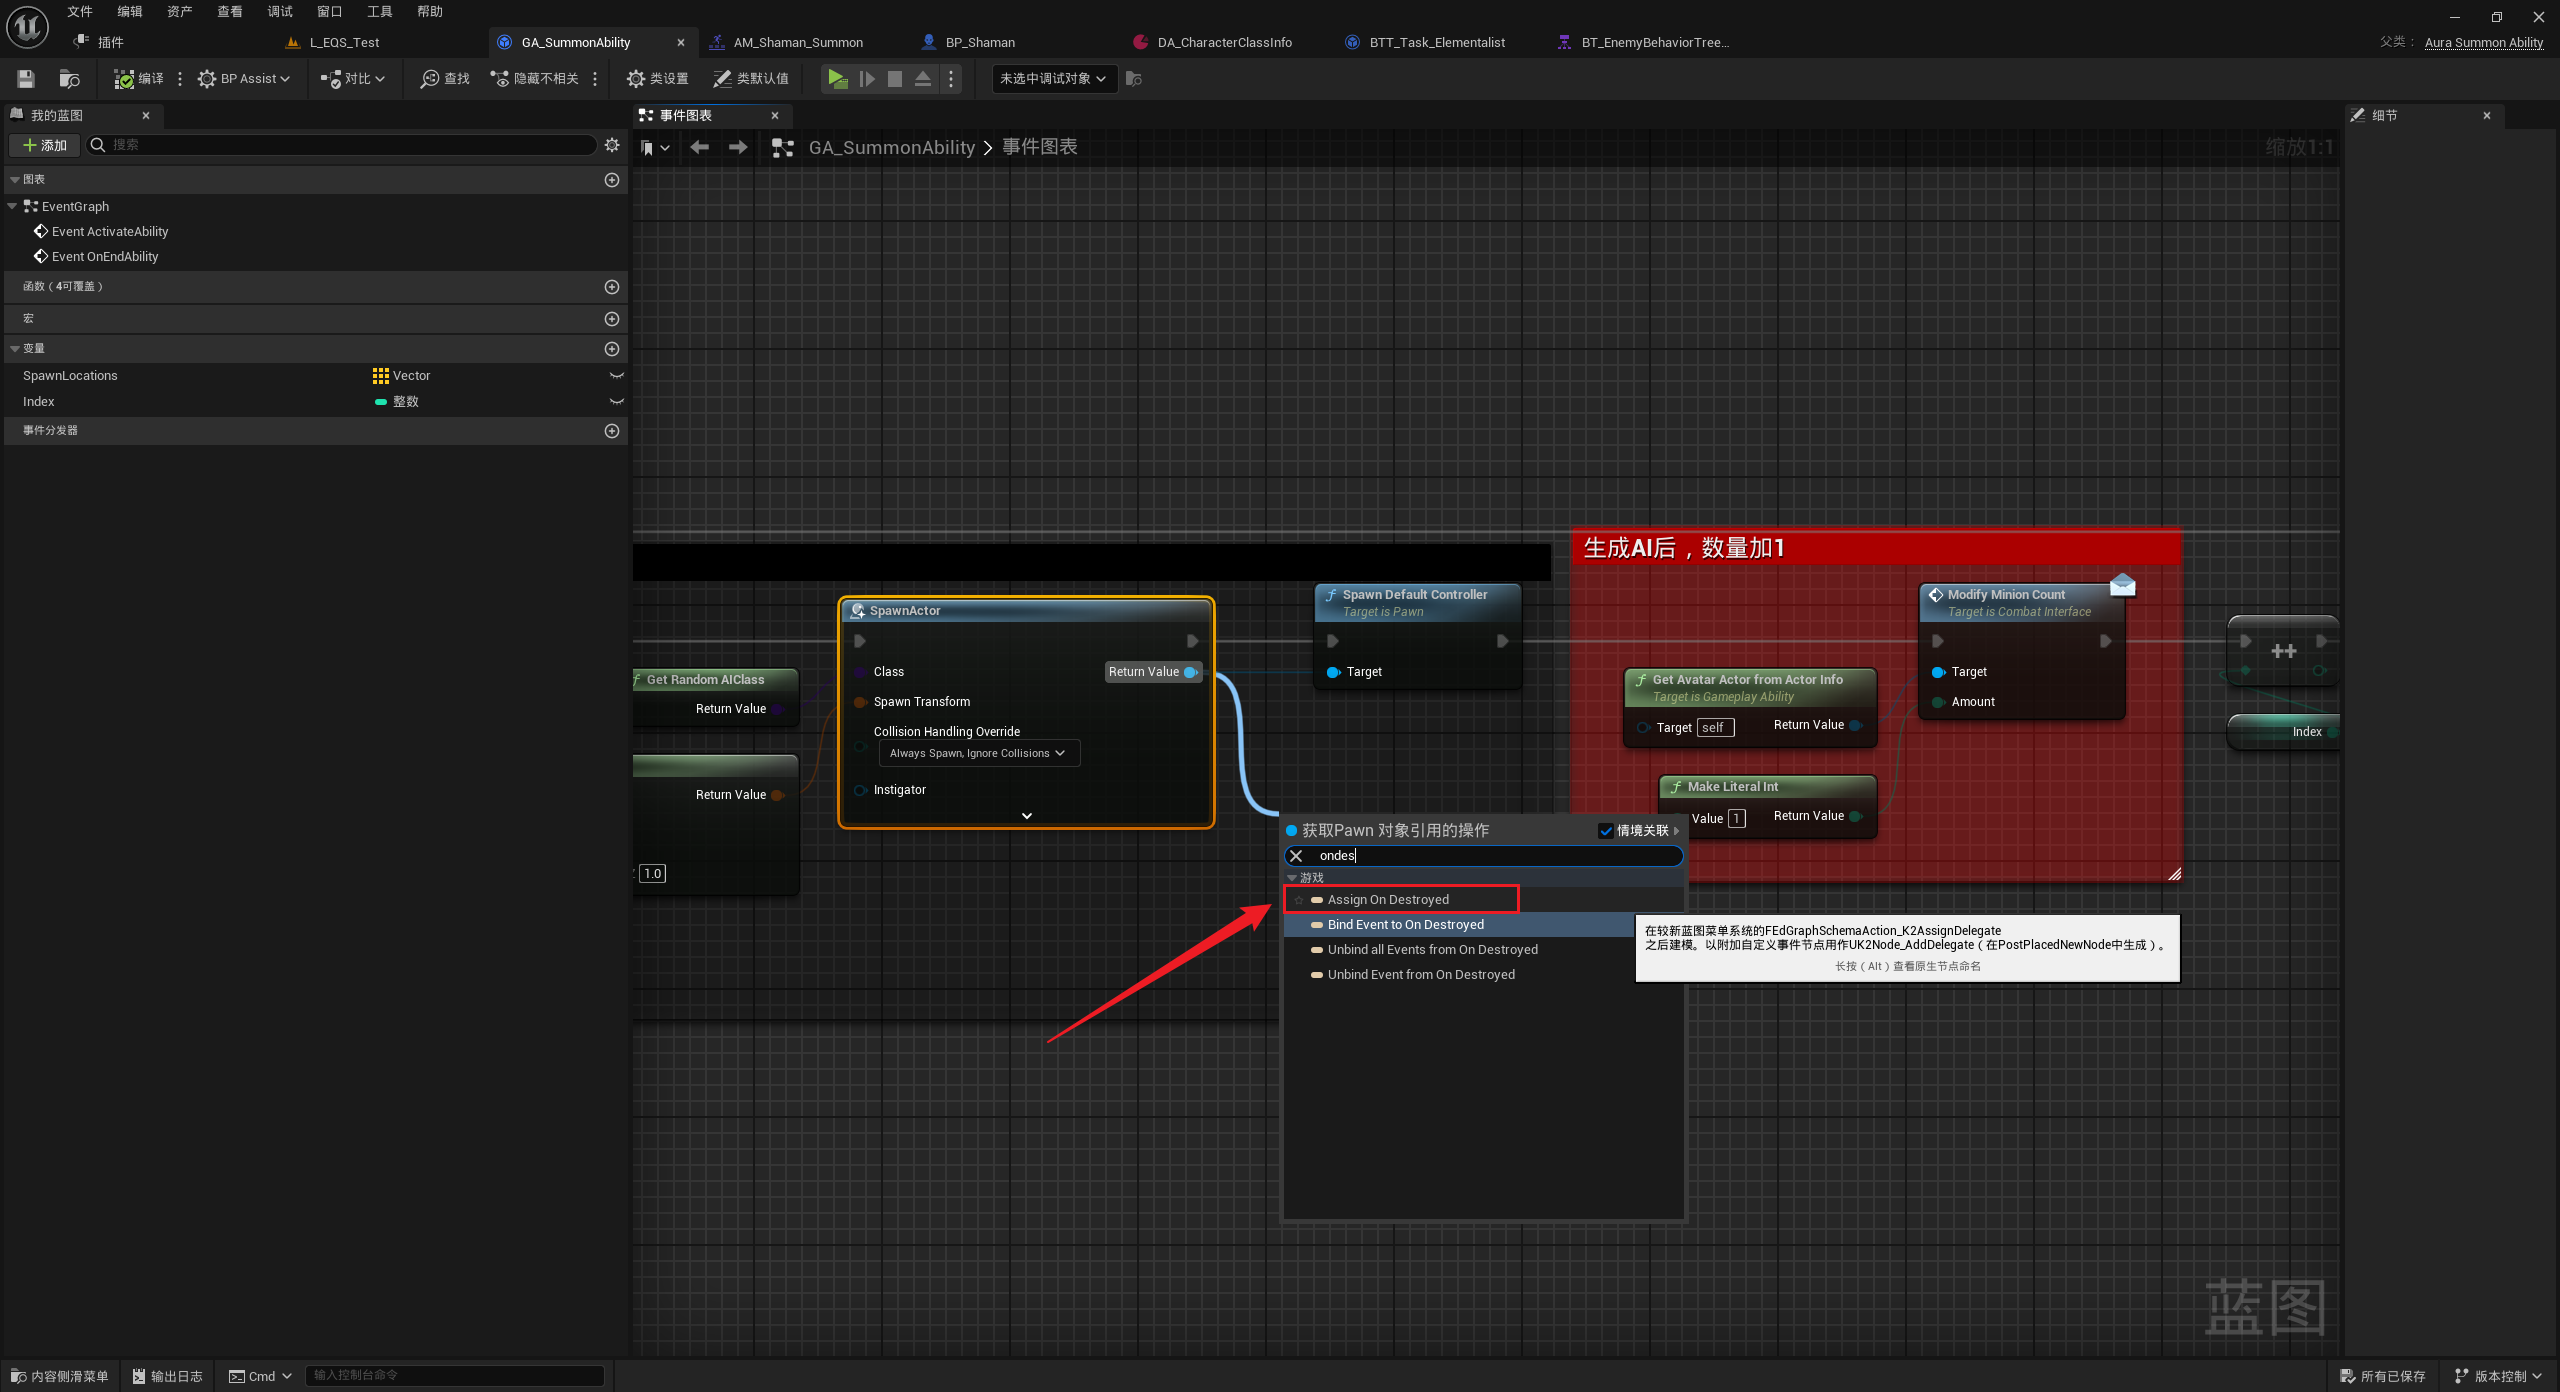 文件 编辑 资产 查看 调试 窗口 工具 帮助
插件 L_EQS_Test GA_SummonAbility AM_Shaman_Summon BP_Shaman DA_CharacterClassInfo BTT_Task_Elementalist BT_EnemyBehaviorTree... 父类： Aura Summon Ability
编译 BP Assist 对比 查找 隐藏不相关 类设置 类默认值 未选中调试对象
我的蓝图 事件图表 细节
添加 搜索
GA_SummonAbility > 事件图表 缩放1:1
图表
EventGraph
Event ActivateAbility
Event OnEndAbility
函数（4可覆盖）
宏
变量
SpawnLocations Vector
Index 整数
事件分发器
生成AI后，数量加1
SpawnActor
Class
Return Value
Spawn Transform
Collision Handling Override
Always Spawn, Ignore Collisions
Instigator
Get Random AIClass
Return Value
Return Value
1.0
Spawn Default Controller
Target is Pawn
Target
Modify Minion Count
Target is Combat Interface
Target
Amount
Get Avatar Actor from Actor Info
Target is Gameplay Ability
Target self Return Value
Make Literal Int
Value 1 Return Value
++
Index
获取Pawn 对象引用的操作 情境关联
ondes
游戏
Assign On Destroyed
Bind Event to On Destroyed
Unbind all Events from On Destroyed
Unbind Event from On Destroyed
在较新蓝图菜单系统的FEdGraphSchemaAction_K2AssignDelegate
之后建模。以附加自定义事件节点用作UK2Node_AddDelegate（在PostPlacedNewNode中生成）。
长按（Alt）查看原生节点命名
蓝图
内容侧滑菜单 输出日志 Cmd 输入控制台命令 所有已保存 版本控制